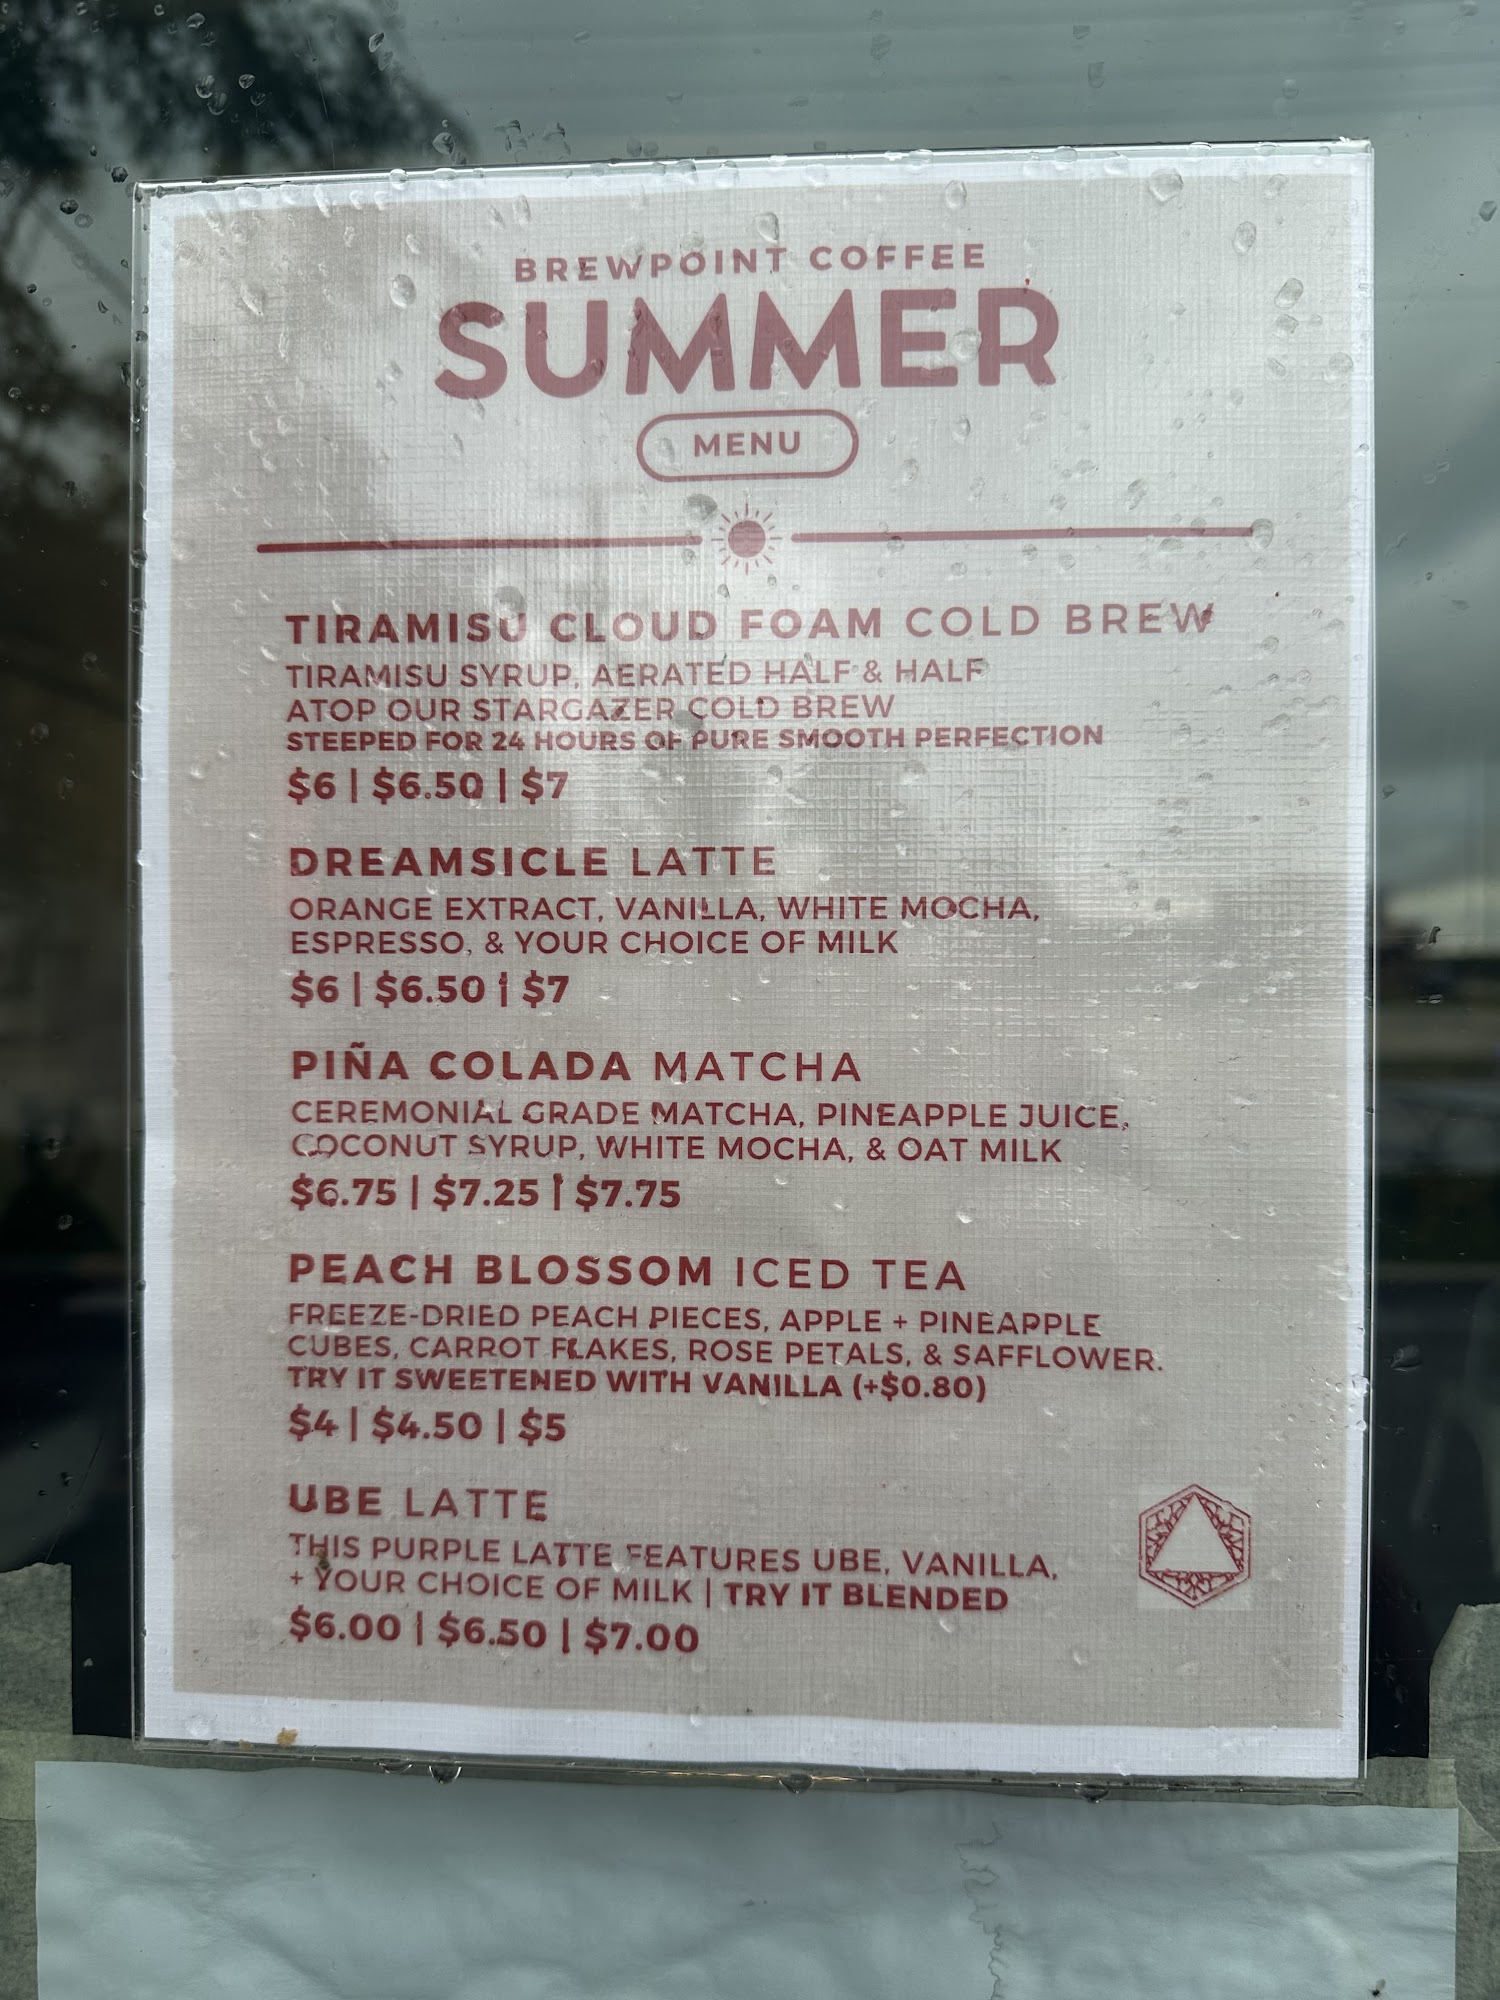 BREWPOINT COFFEE
SUMMER
MENU
TIRAMISU CLOUD FOAM COLD BREW
TIRAMISU SYRUP, AERATED HALF & HALF
ATOP OUR STARGAZER COLD BREW
STEEPED FOR 24 HOURS OF PURE SMOOTH PERFECTION
$6 | $6.50 | $7
DREAMSICLE LATTE
ORANGE EXTRACT, VANILLA, WHITE MOCHA,
ESPRESSO, & YOUR CHOICE OF MILK
$6 | $6.50 | $7
PIÑA COLADA MATCHA
CEREMONIAL GRADE MATCHA, PINEAPPLE JUICE,
COCONUT SYRUP, WHITE MOCHA, & OAT MILK
$6.75 | $7.25 | $7.75
PEACH BLOSSOM ICED TEA
FREEZE-DRIED PEACH PIECES, APPLE + PINEAPPLE
CUBES, CARROT FLAKES, ROSE PETALS, & SAFFLOWER.
TRY IT SWEETENED WITH VANILLA (+$0.80)
$4 | $4.50 | $5
UBE LATTE
THIS PURPLE LATTE FEATURES UBE, VANILLA,
+ YOUR CHOICE OF MILK | TRY IT BLENDED
$6.00 | $6.50 | $7.00